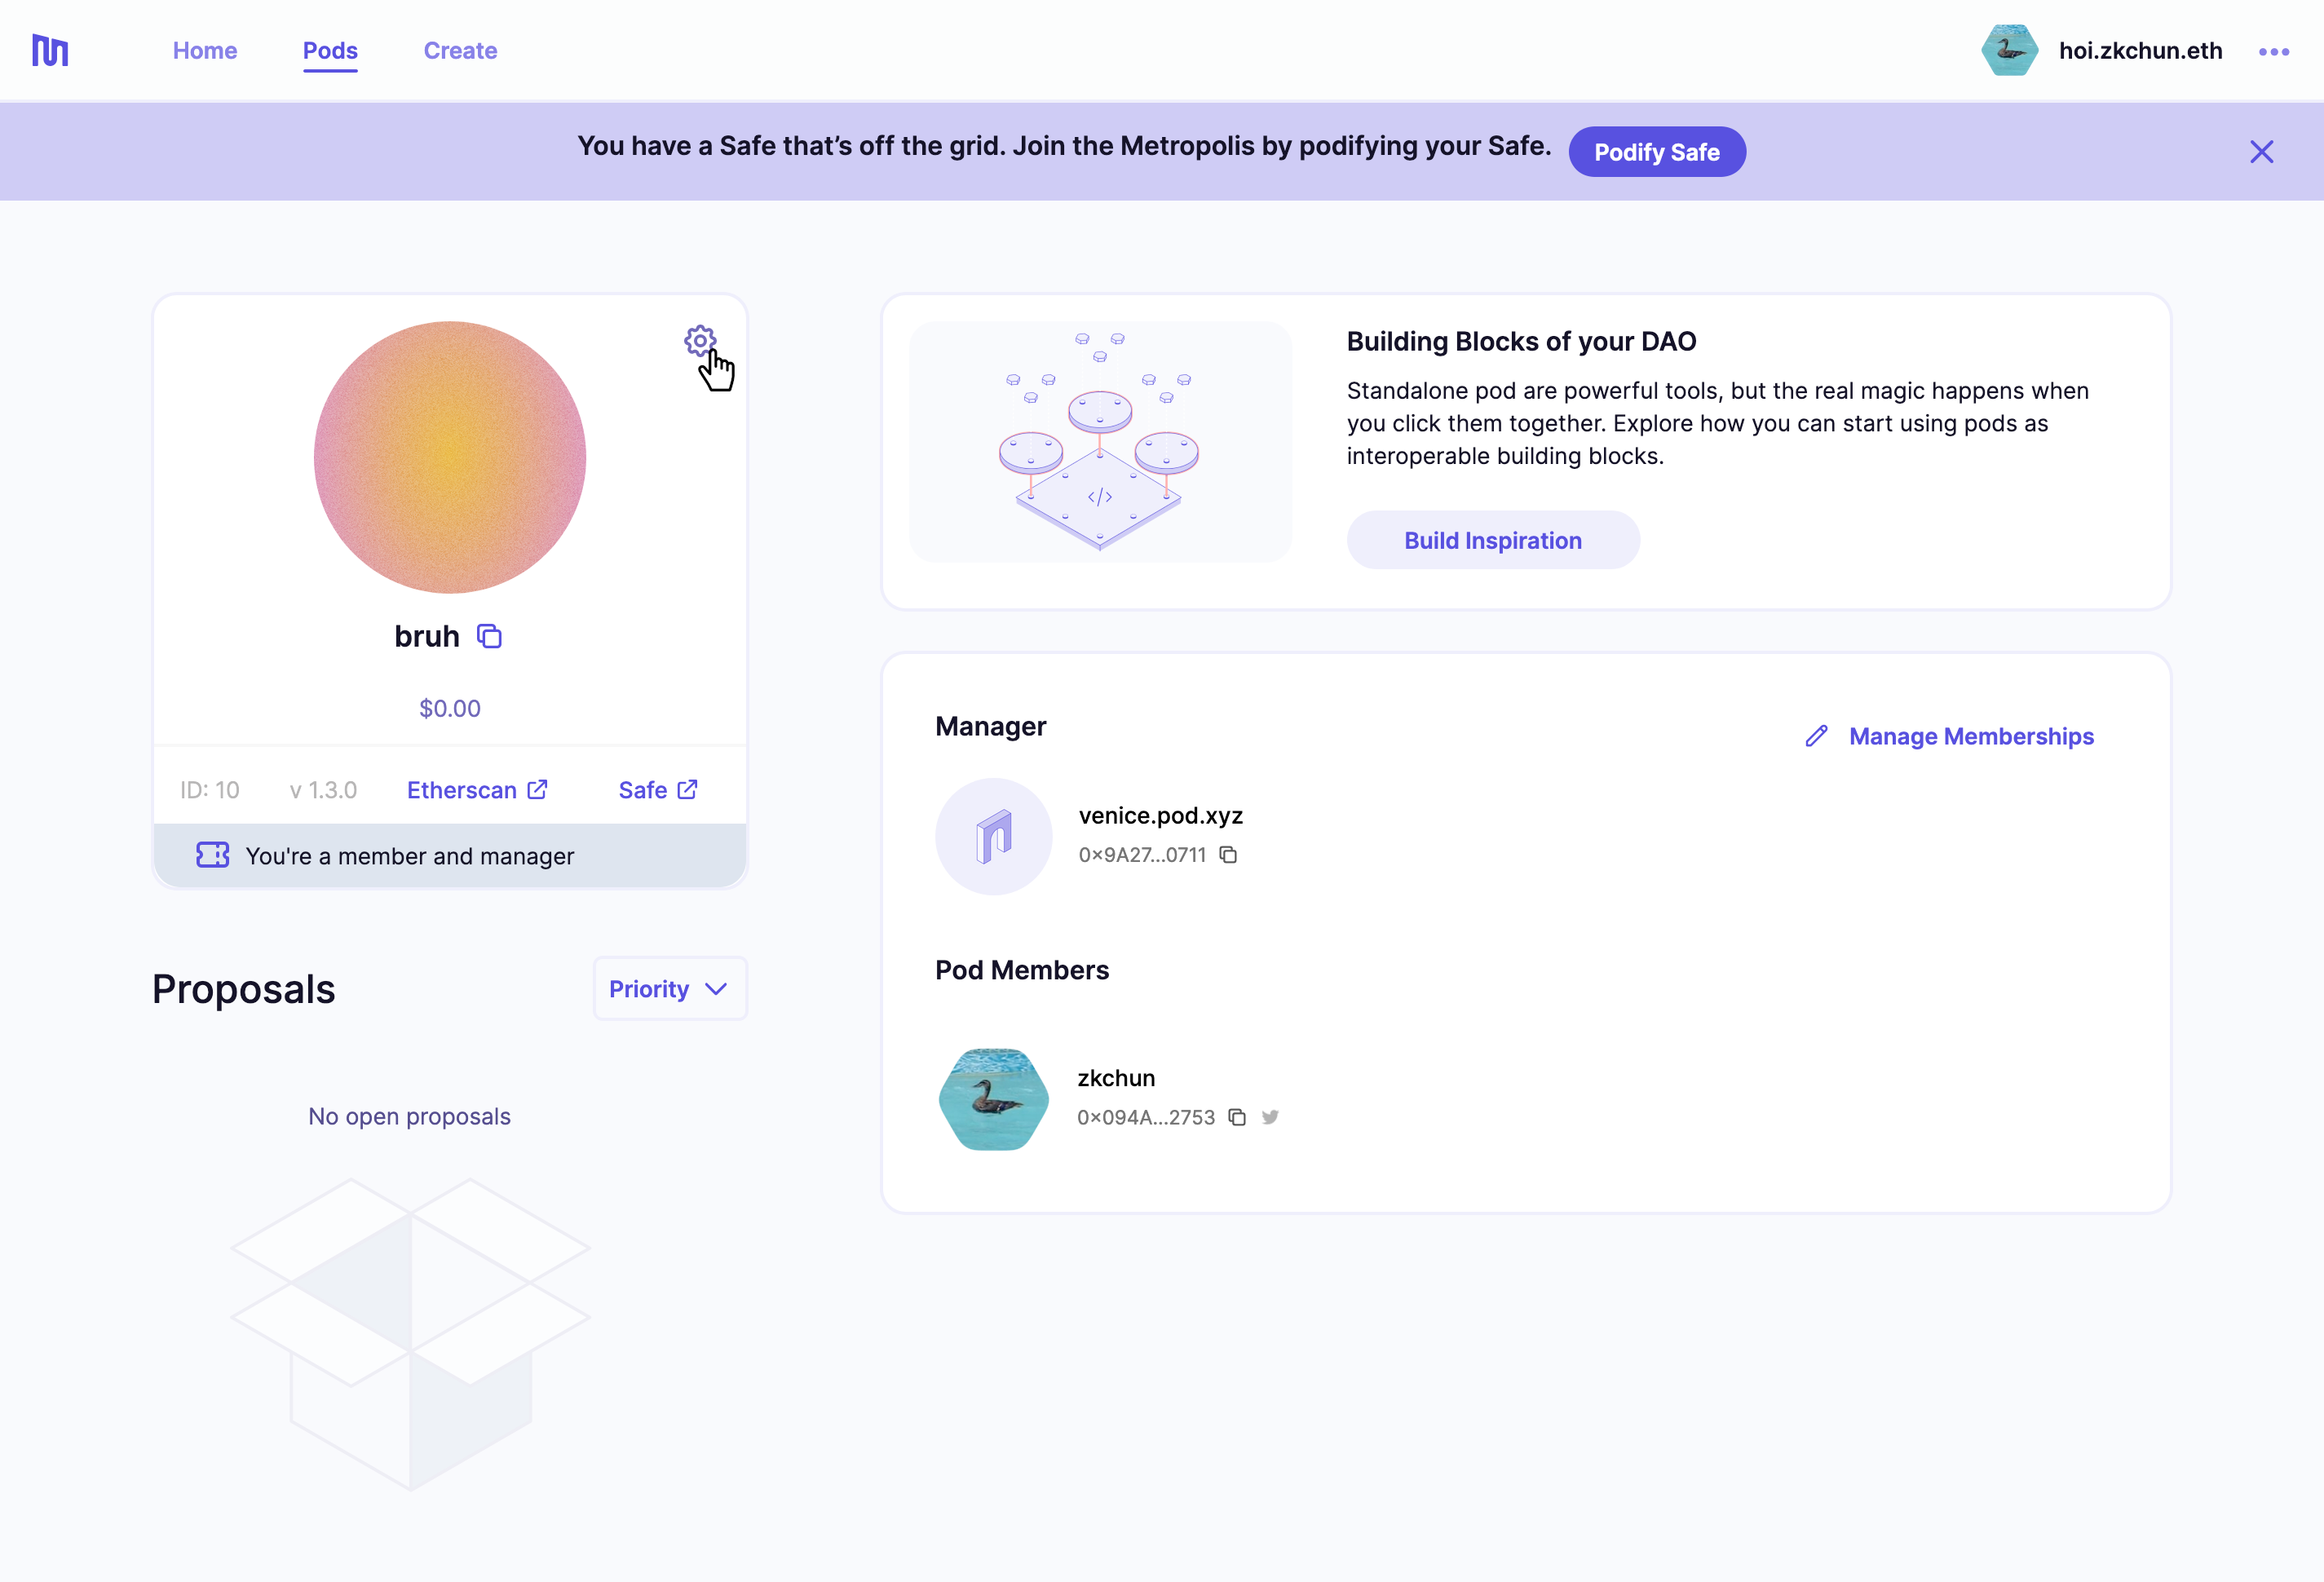 Home
Pods
Create
hoi.zkchun.eth
You have a Safe that’s off the grid. Join the Metropolis by podifying your Safe.
Podify Safe
bruh
$0.00
ID: 10
v 1.3.0
Etherscan
Safe
You're a member and manager
Proposals
Priority
No open proposals
</>
Building Blocks of your DAO
Standalone pod are powerful tools, but the real magic happens when
you click them together. Explore how you can start using pods as
interoperable building blocks.
Build Inspiration
Manager
Manage Memberships
venice.pod.xyz
0×9A27...0711
Pod Members
zkchun
0×094A...2753